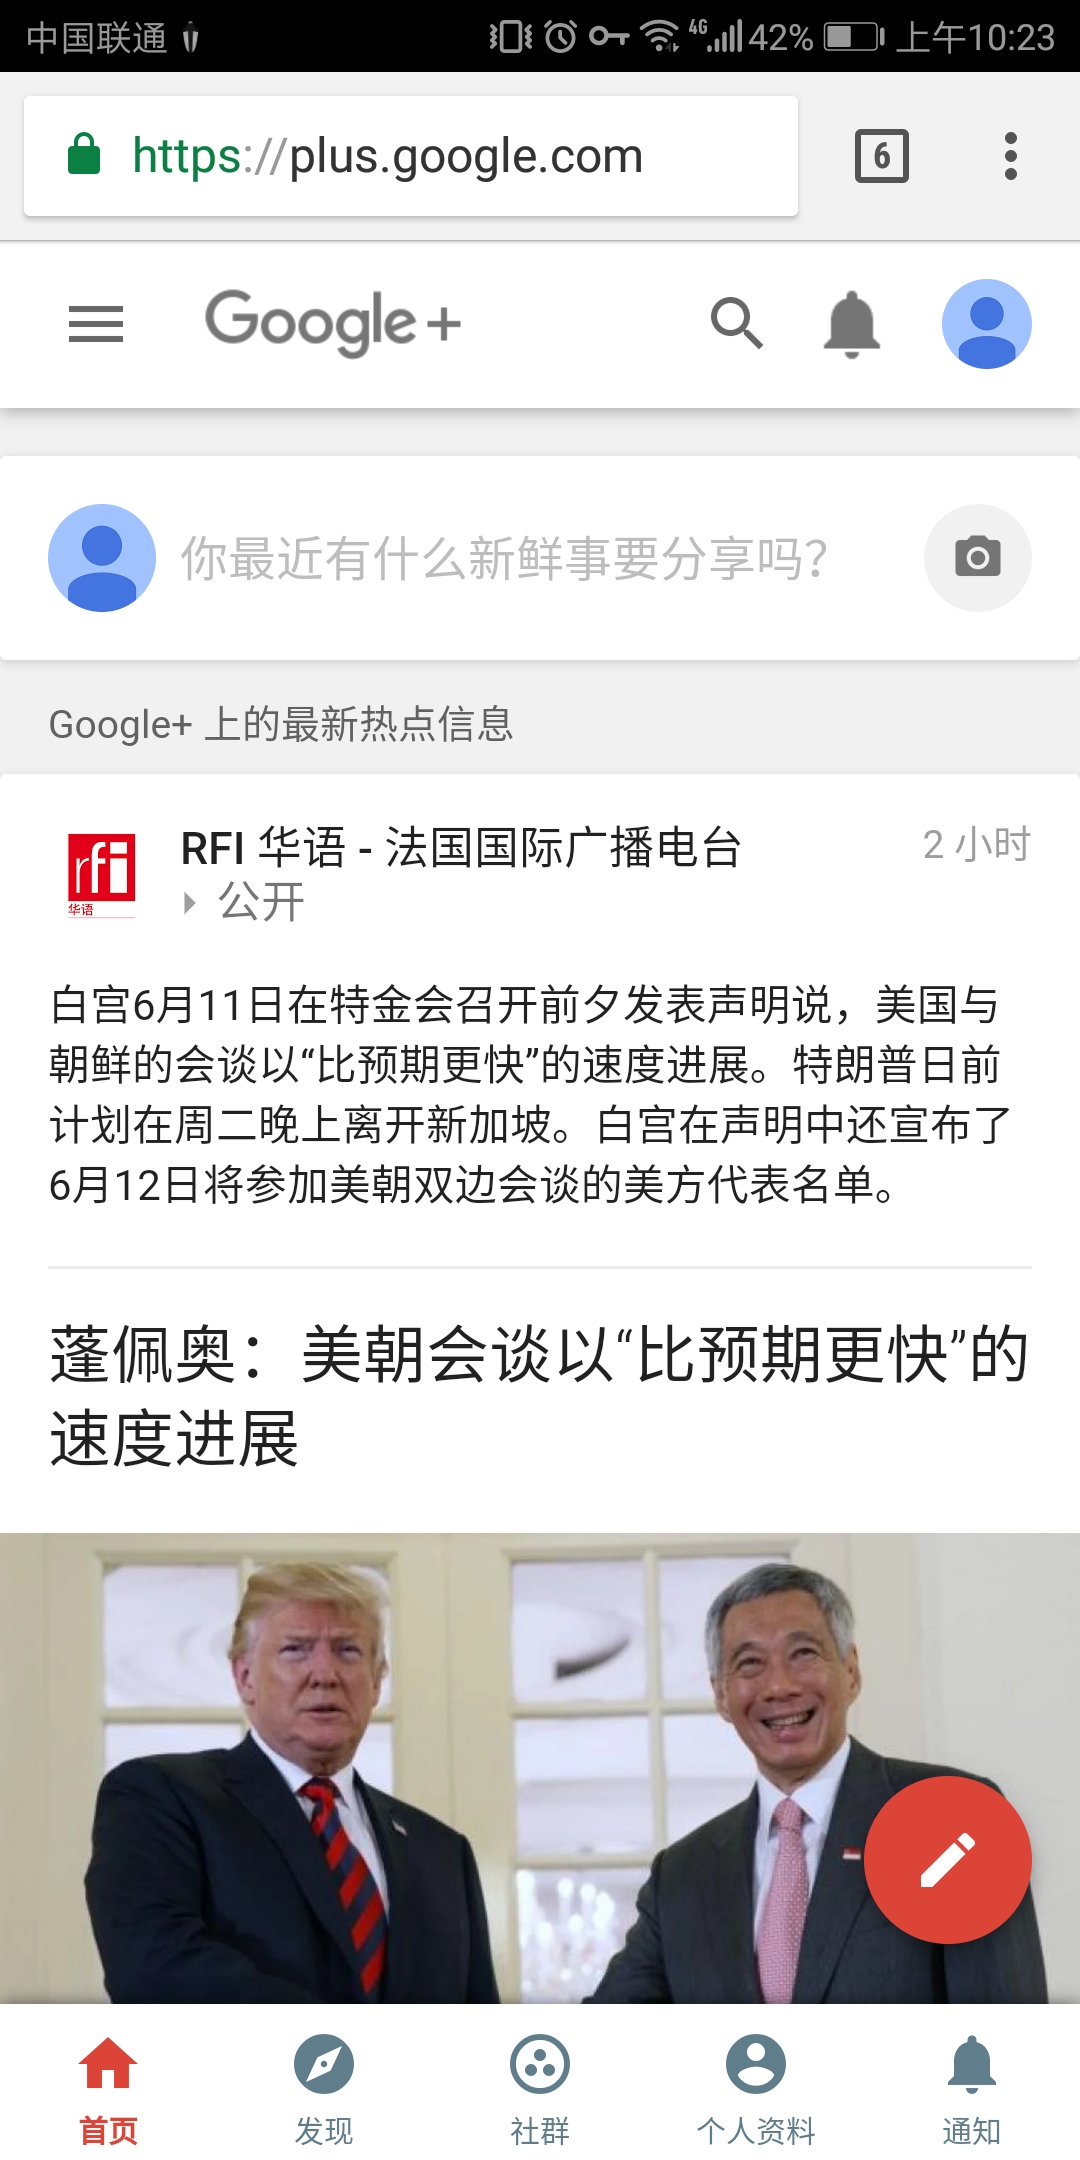 中国联通 4G 42% 上午10:23
https://plus.google.com 6
Google+
你最近有什么新鲜事要分享吗？
Google+ 上的最新热点信息
rfi
华语
RFI 华语 - 法国国际广播电台 2 小时
公开
白宫6月11日在特金会召开前夕发表声明说，美国与
朝鲜的会谈以“比预期更快”的速度进展。特朗普日前
计划在周二晚上离开新加坡。白宫在声明中还宣布了
6月12日将参加美朝双边会谈的美方代表名单。
蓬佩奥：美朝会谈以“比预期更快”的
速度进展
首页 发现 社群 个人资料 通知